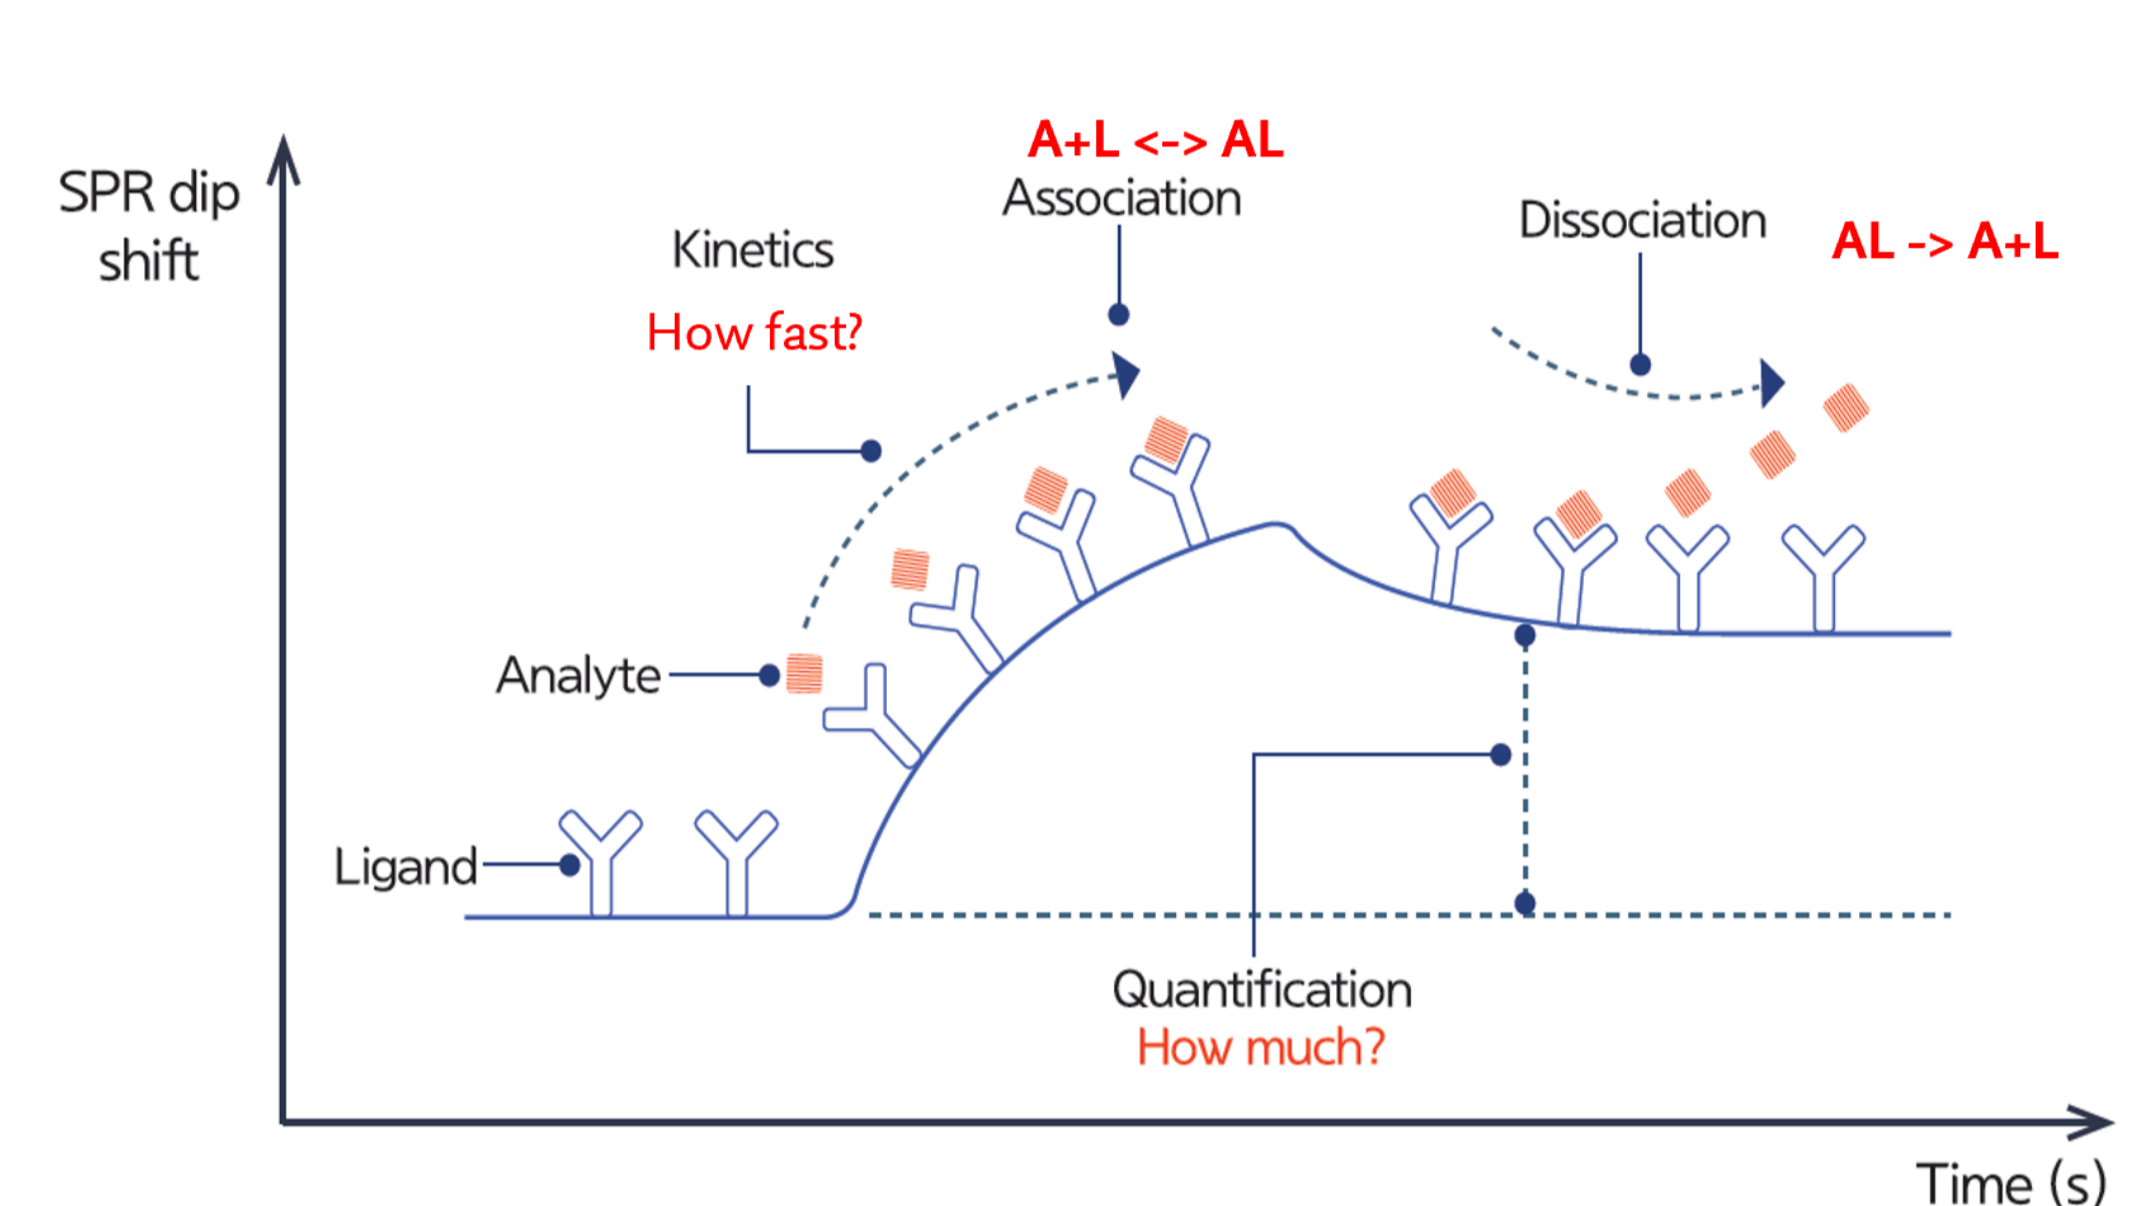 A+L <-> AL
SPR dip
shift
Association
Dissociation
AL -> A+L
Kinetics
How fast?
Analyte
Ligand
Quantification
How much?
Time (s)